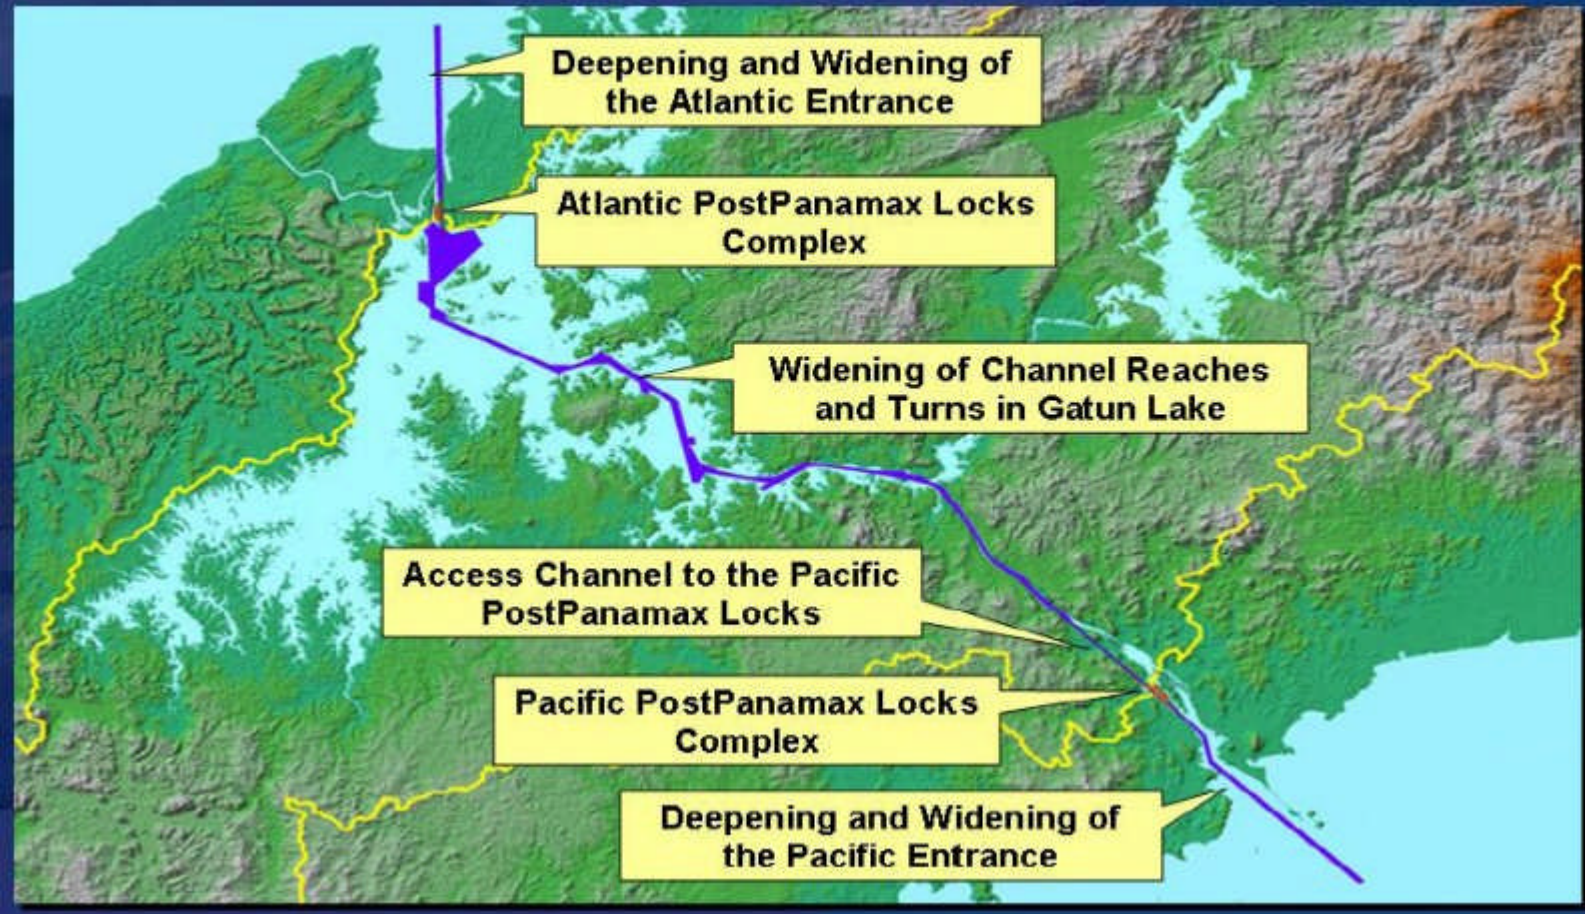 Deepening and Widening of
the Atlantic Entrance
Atlantic PostPanamax Locks
Complex
Widening of Channel Reaches
and Turns in Gatun Lake
Access Channel to the Pacific
PostPanamax Locks
Pacific PostPanamax Locks
Complex
Deepening and Widening of
the Pacific Entrance